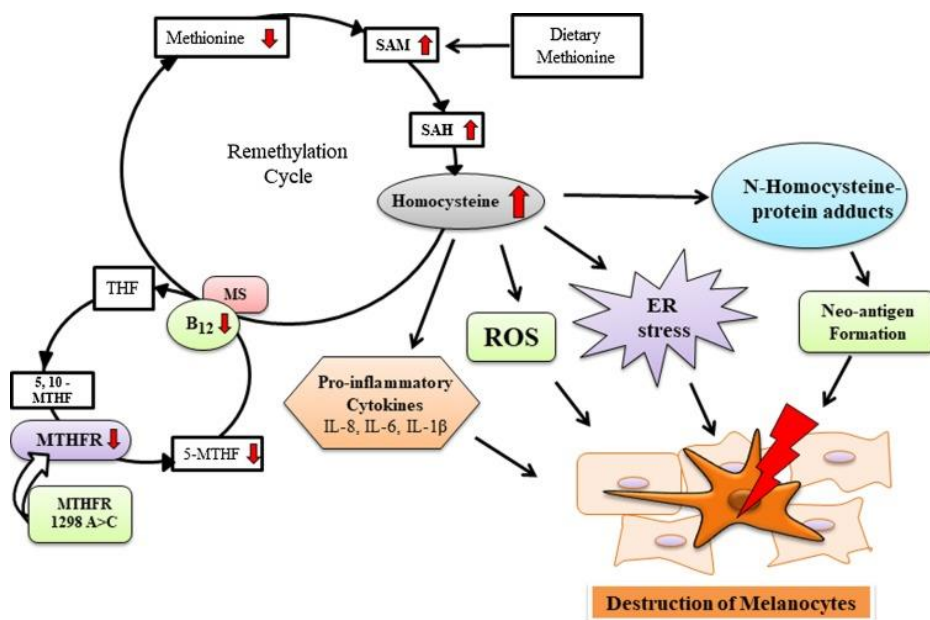 Methionine
SAM
Dietary
Methionine
SAH
Remethylation
Cycle
Homocysteine
N-Homocysteine-
protein adducts
THF
MS
B12
ROS
ER
stress
Neo-antigen
Formation
5, 10 -
MTHF
Pro-inflammatory
Cytokines
IL-8, IL-6, IL-1β
MTHFR
5-MTHF
MTHFR
1298 A>C
Destruction of Melanocytes